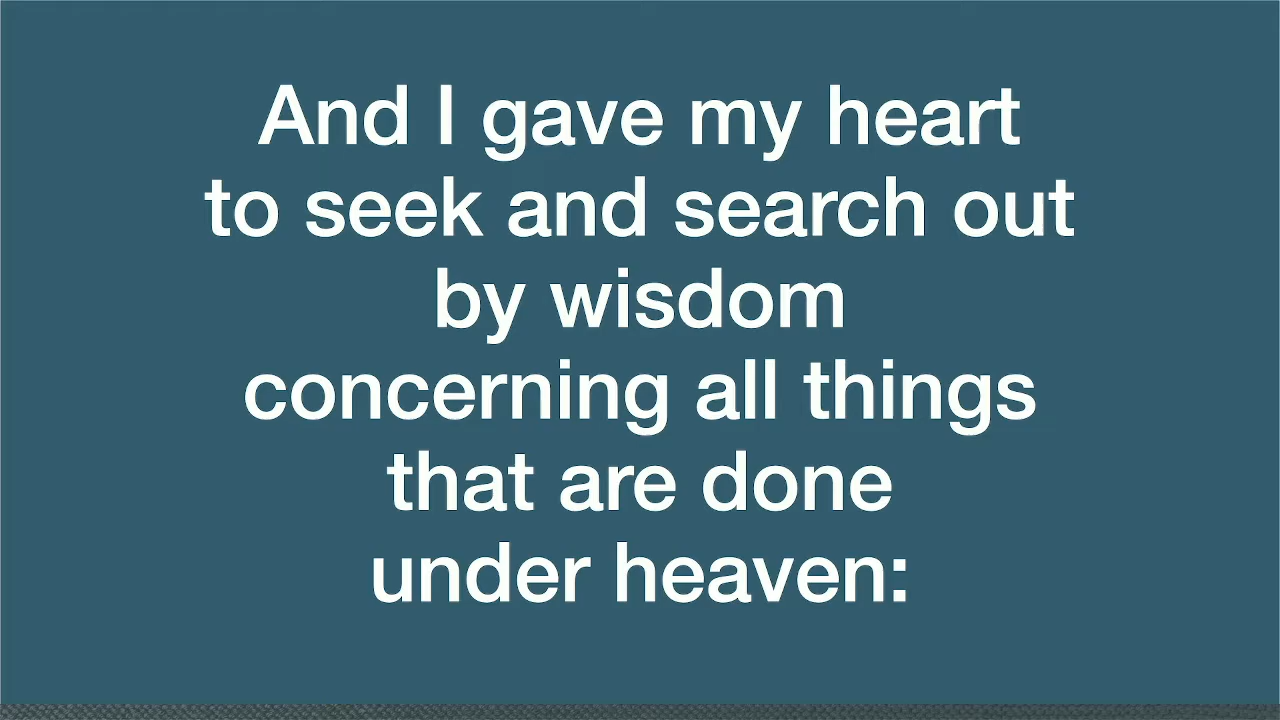 And I gave my heart
to seek and search out
by wisdom
concerning all things
that are done
under heaven: